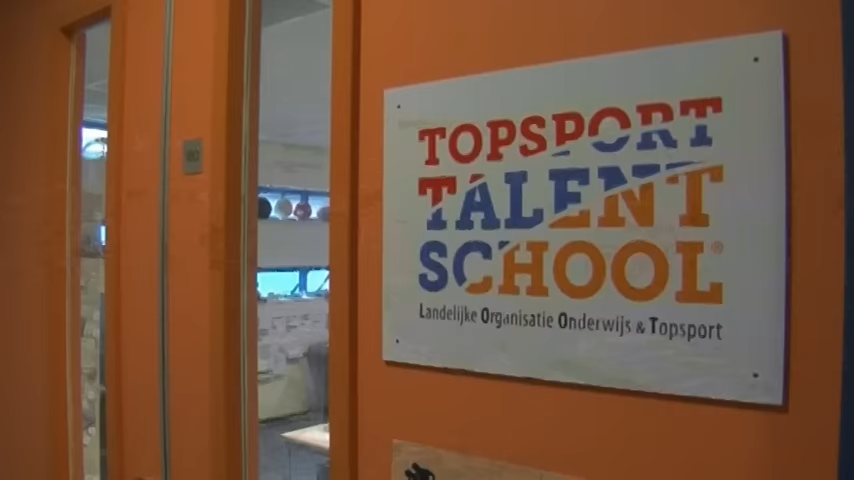 TOPSPORT
TALENT
SCHOOL®
Landelijke Organisatie Onderwijs & Topsport